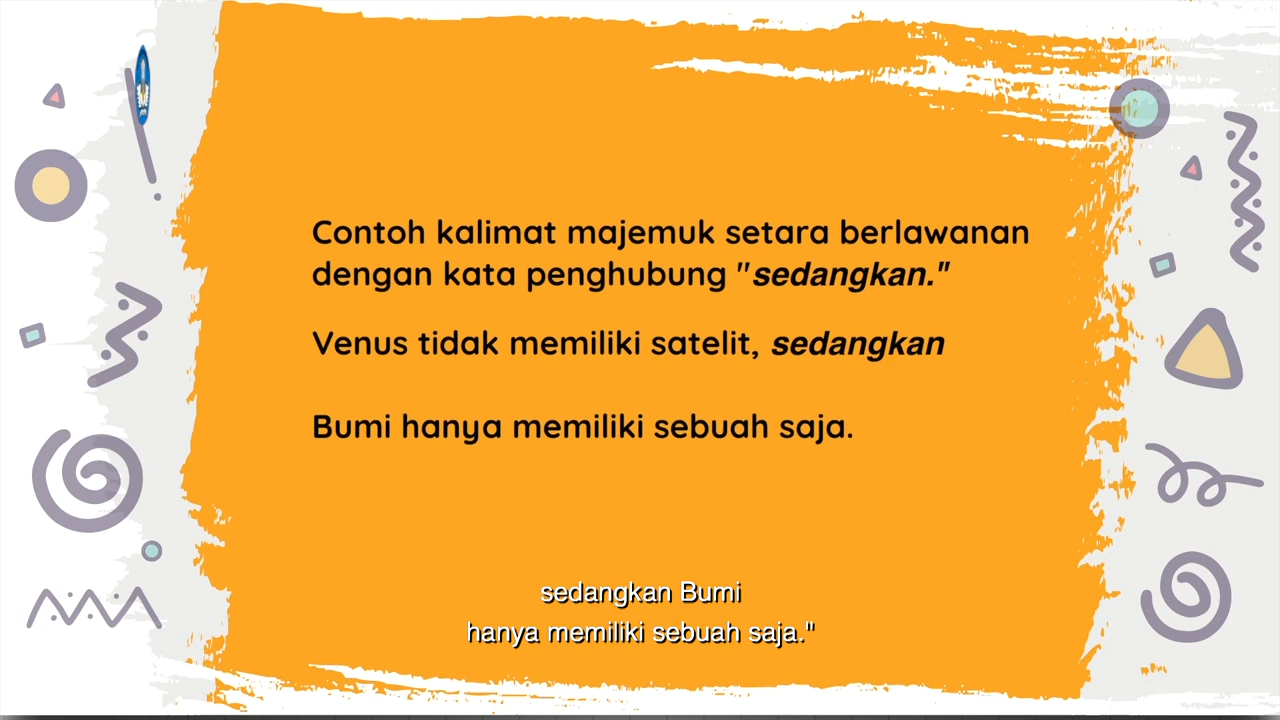 Contoh kalimat majemuk setara berlawanan
dengan kata penghubung "sedangkan."
Venus tidak memiliki satelit, sedangkan
Bumi hanya memiliki sebuah saja.
sedangkan Bumi
hanya memiliki sebuah saja."